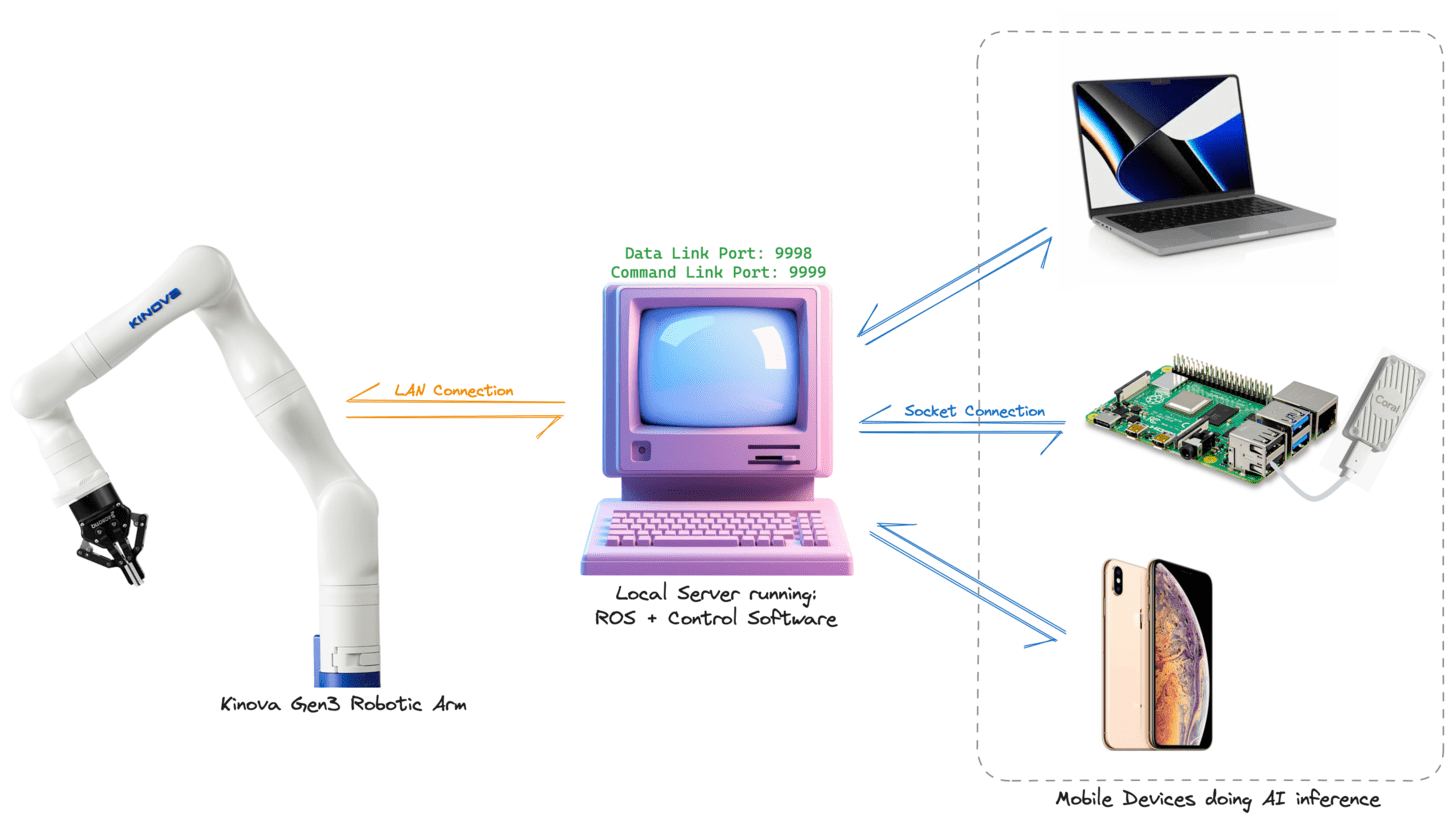 Data Link Port: 9998
Command Link Port: 9999
KINOVA
LAN Connection
Socket Connection
Coral
ROBOTIQ
Local Server running:
ROS + Control Software
Kinova Gen3 Robotic Arm
Mobile Devices doing AI inference